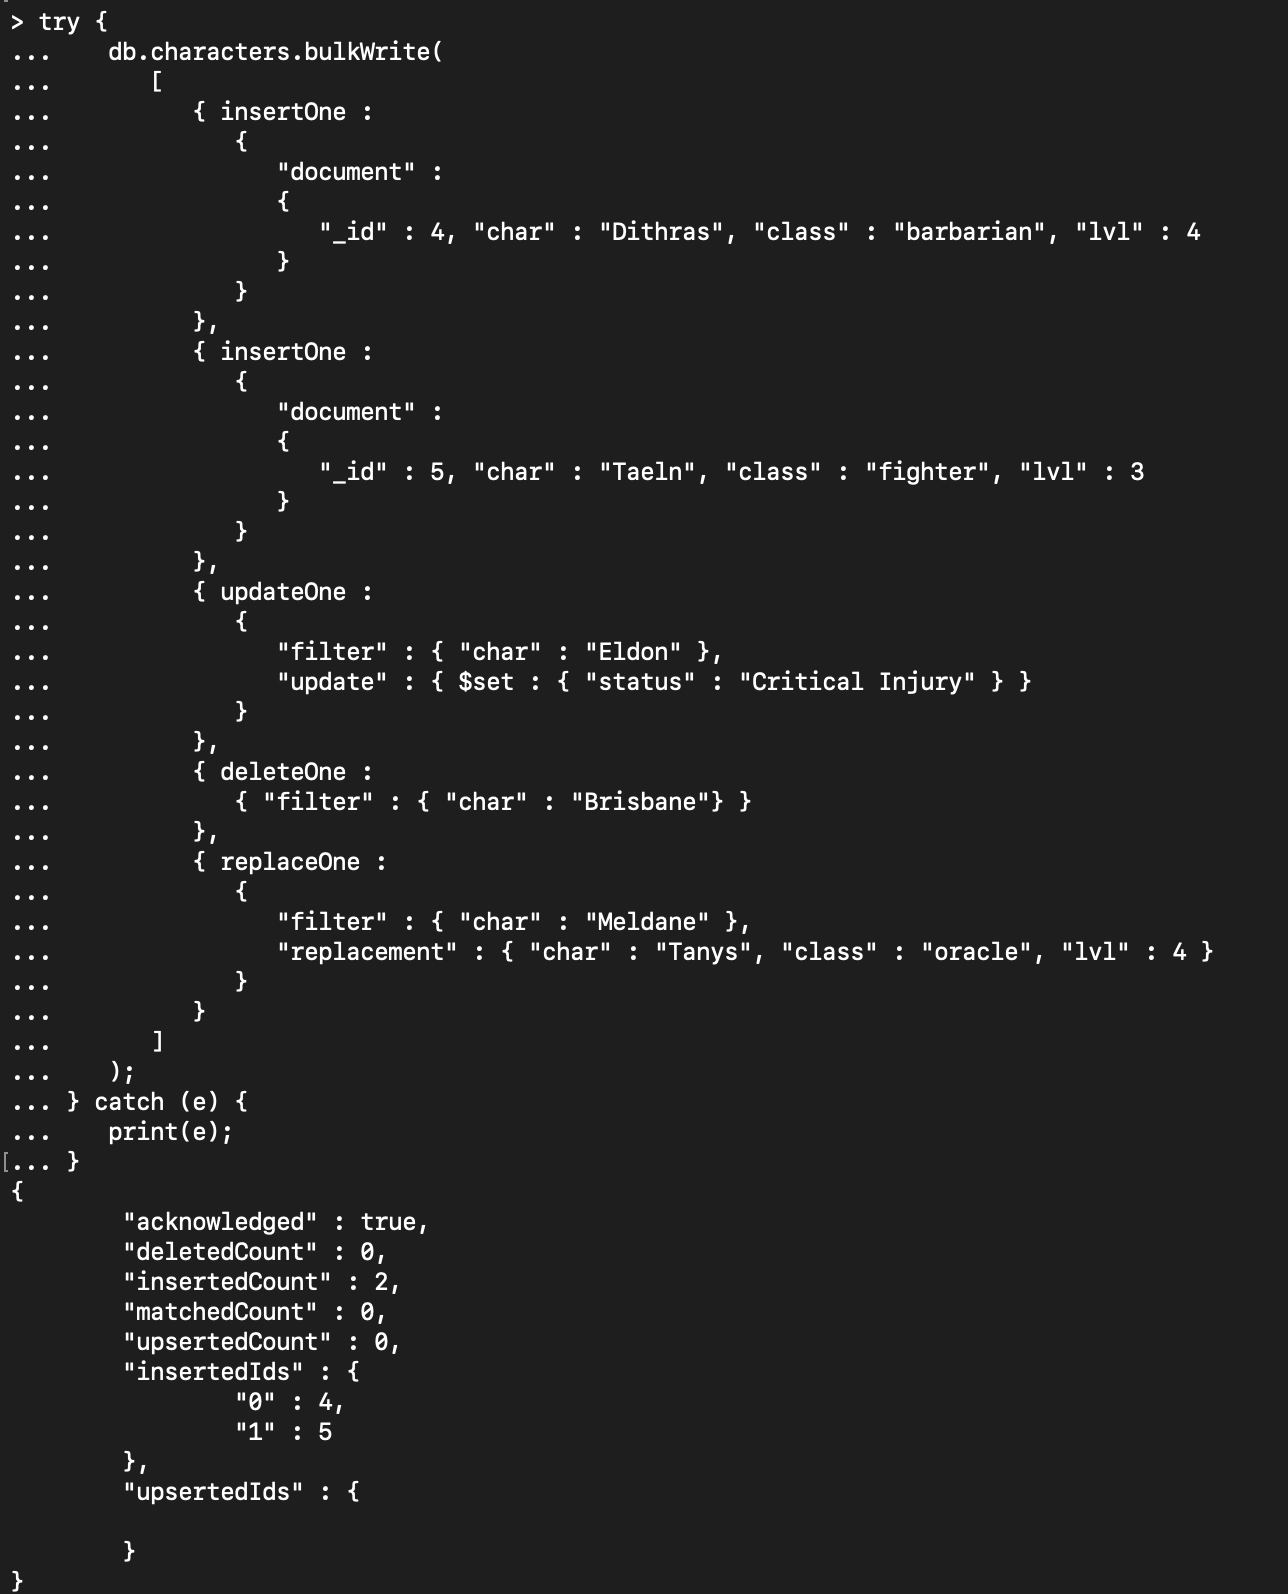 > try {
...    db.characters.bulkWrite(
...       [
...          { insertOne :
...             {
...                "document" :
...                {
...                   "_id" : 4, "char" : "Dithras", "class" : "barbarian", "lvl" : 4
...                }
...             }
...          },
...          { insertOne :
...             {
...                "document" :
...                {
...                   "_id" : 5, "char" : "Taeln", "class" : "fighter", "lvl" : 3
...                }
...             }
...          },
...          { updateOne :
...             {
...                "filter" : { "char" : "Eldon" },
...                "update" : { $set : { "status" : "Critical Injury" } }
...             }
...          },
...          { deleteOne :
...             { "filter" : { "char" : "Brisbane"} }
...          },
...          { replaceOne :
...             {
...                "filter" : { "char" : "Meldane" },
...                "replacement" : { "char" : "Tanys", "class" : "oracle", "lvl" : 4 }
...             }
...          }
...       ]
...    );
... } catch (e) {
...    print(e);
[... }
{
        "acknowledged" : true,
        "deletedCount" : 0,
        "insertedCount" : 2,
        "matchedCount" : 0,
        "upsertedCount" : 0,
        "insertedIds" : {
                "0" : 4,
                "1" : 5
        },
        "upsertedIds" : {

        }
}